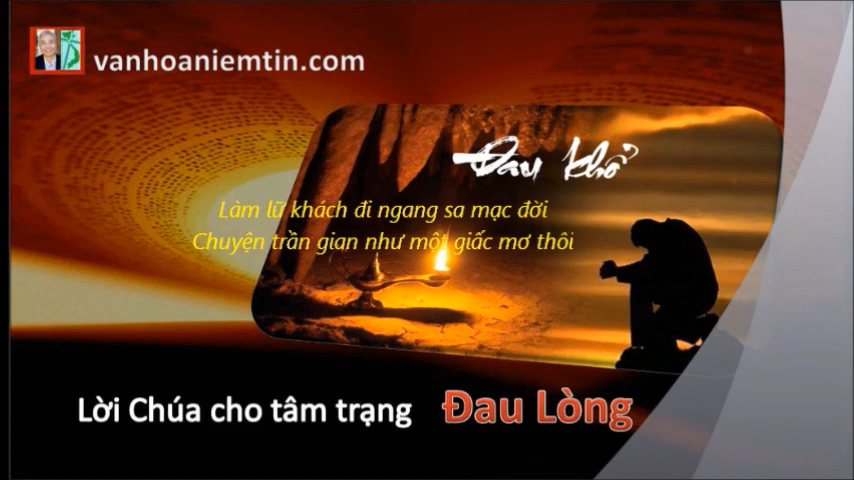 vanhoaniemtin.com
Đau khổ
Làm lữ khách đi ngang sa mạc đời
Chuyện trần gian như một giấc mơ thôi
Lời Chúa cho tâm trạng Đau Lòng